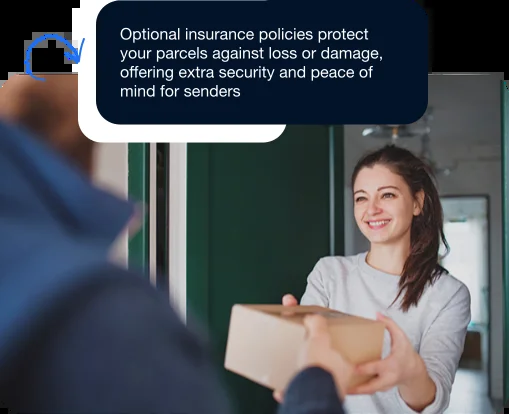 Optional insurance policies protect
your parcels against loss or damage,
offering extra security and peace of
mind for senders